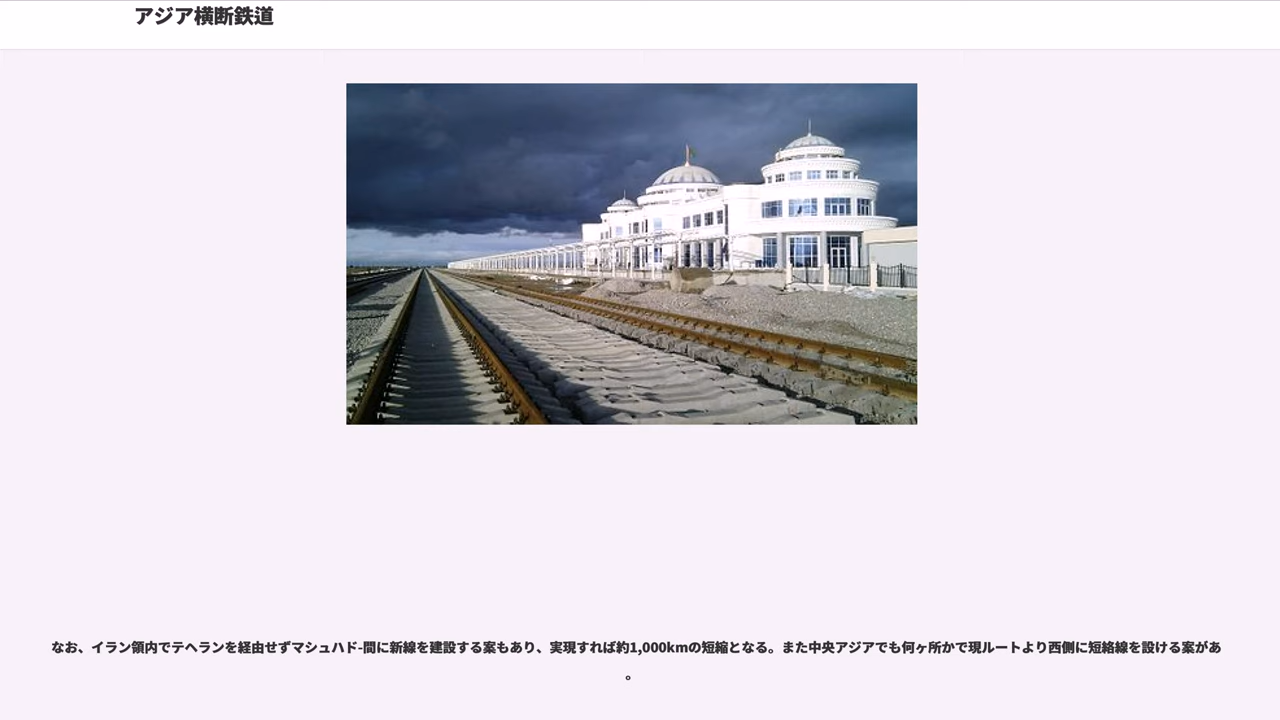 アジア横断鉄道
なお、イラン領内でテヘランを経由せずマシュハド-間に新線を建設する案もあり、実現すれば約1,000kmの短縮となる。また中央アジアでも何ヶ所かで現ルートより西側に短絡線を設ける案があ
。